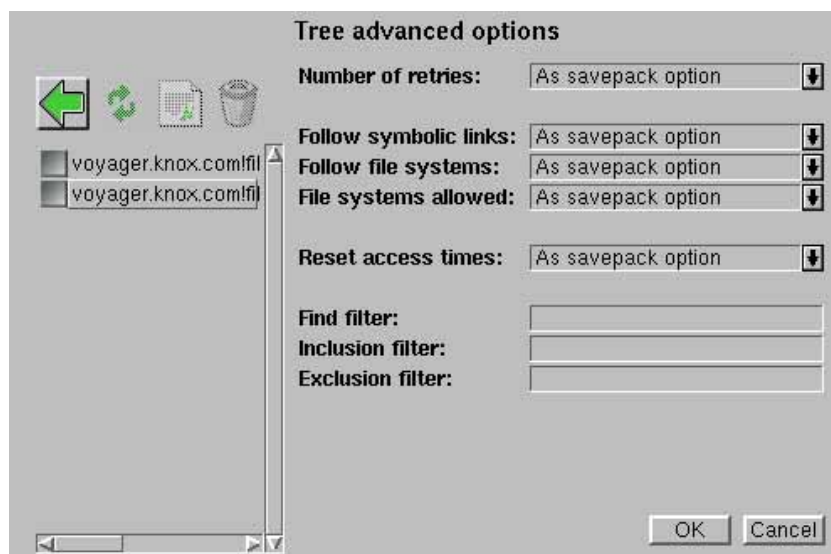 Tree advanced options
Number of retries: As savepack option
Follow symbolic links: As savepack option
Follow file systems: As savepack option
File systems allowed: As savepack option
Reset access times: As savepack option
Find filter:
Inclusion filter:
Exclusion filter:
voyager.knox.com!fil
voyager.knox.com!fil
OK Cancel